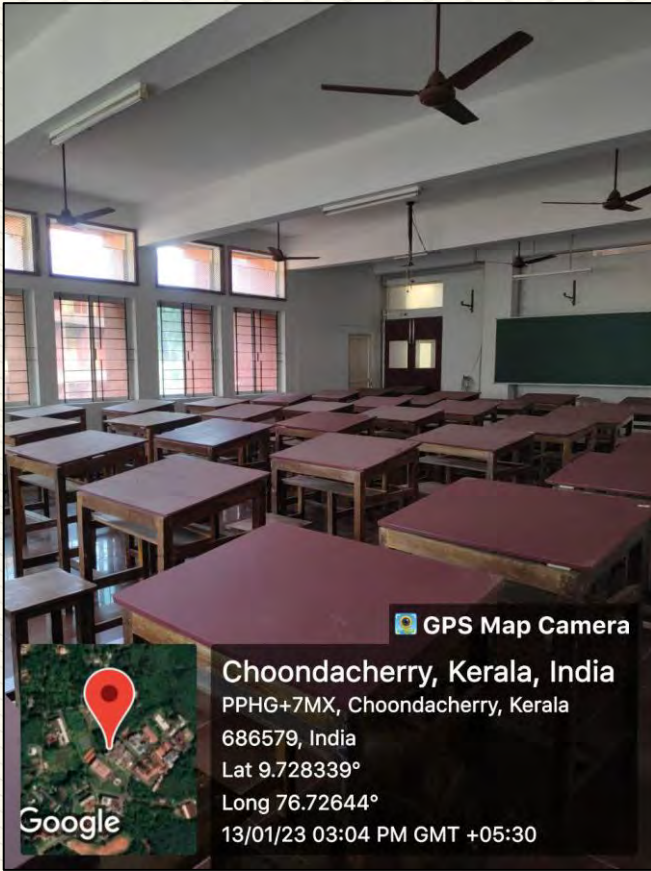 GPS Map Camera
Choondacherry, Kerala, India
PPHG+7MX, Choondacherry, Kerala
686579, India
Lat 9.728339°
Long 76.72644°
13/01/23 03:04 PM GMT +05:30
Google